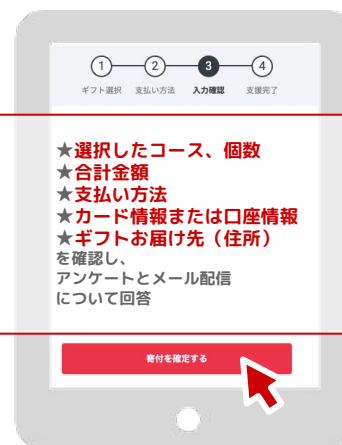 1 2 3 4
ギフト選択 支払い方法 入力確認 支援完了
★選択したコース、個数
★合計金額
★支払い方法
★カード情報または口座情報
★ギフトお届け先（住所）
を確認し、
アンケートとメール配信
について回答
寄付を確定する